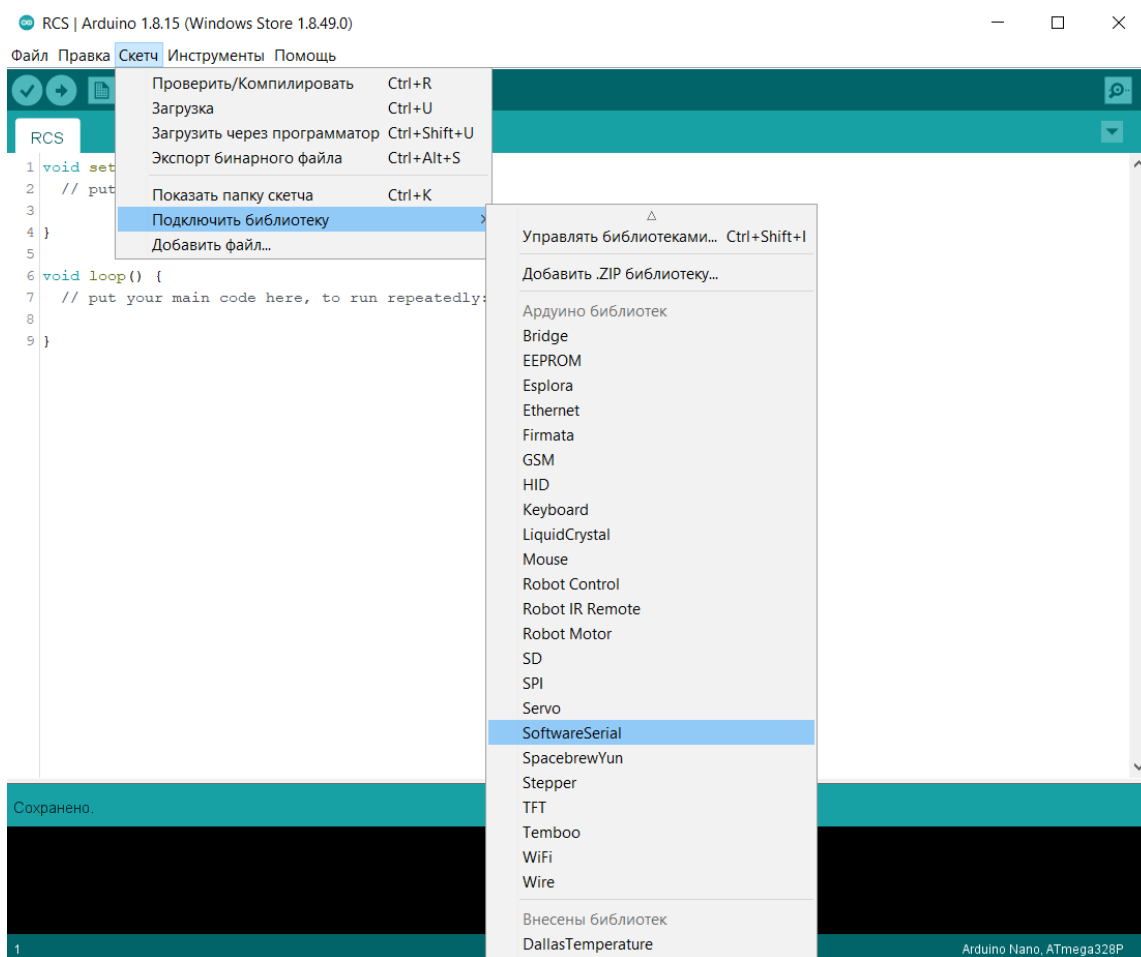 RCS | Arduino 1.8.15 (Windows Store 1.8.49.0)
Файл Правка Скетч Инструменты Помощь
Проверить/Компилировать Ctrl+R
Загрузка Ctrl+U
Загрузить через программатор Ctrl+Shift+U
Экспорт бинарного файла Ctrl+Alt+S
Показать папку скетча Ctrl+K
Подключить библиотеку
Добавить файл...
RCS
1 void set
2 // put
3
4 }
5
6 void loop() {
7 // put your main code here, to run repeatedly:
8
9 }
Управлять библиотеками... Ctrl+Shift+I
Добавить .ZIP библиотеку...
Ардуино библиотек
Bridge
EEPROM
Esplora
Ethernet
Firmata
GSM
HID
Keyboard
LiquidCrystal
Mouse
Robot Control
Robot IR Remote
Robot Motor
SD
SPI
Servo
SoftwareSerial
SpacebrewYun
Stepper
TFT
Temboo
WiFi
Wire
Внесены библиотек
DallasTemperature
Сохранено.
1
Arduino Nano, ATmega328P